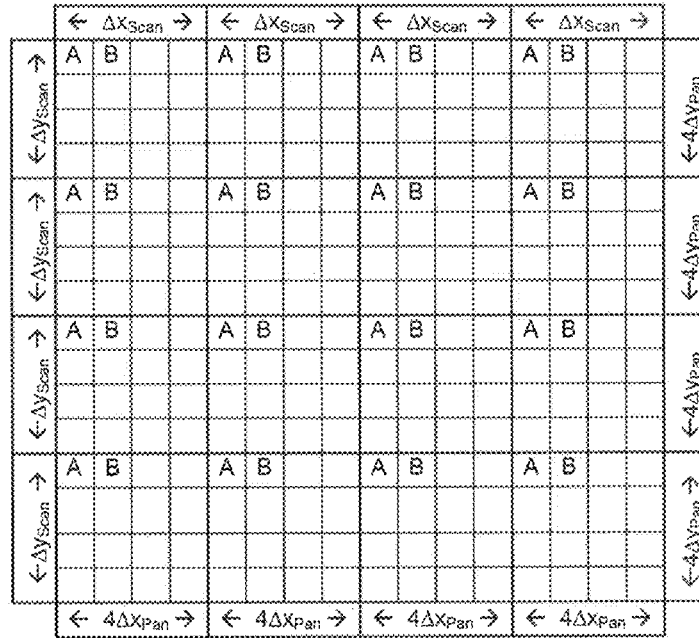 ← Δx_Scan → ← Δx_Scan → ← Δx_Scan → ← Δx_Scan →
A B A B A B A B
← Δy_Scan →
← 4Δy_Pan
A B A B A B A B
← Δy_Scan →
← 4Δy_Pan
A B A B A B A B
← Δy_Scan →
← 4Δy_Pan
A B A B A B A B
← Δy_Scan →
← 4Δy_Pan →
← 4Δx_Pan → ← 4Δx_Pan → ← 4Δx_Pan → ← 4Δx_Pan →